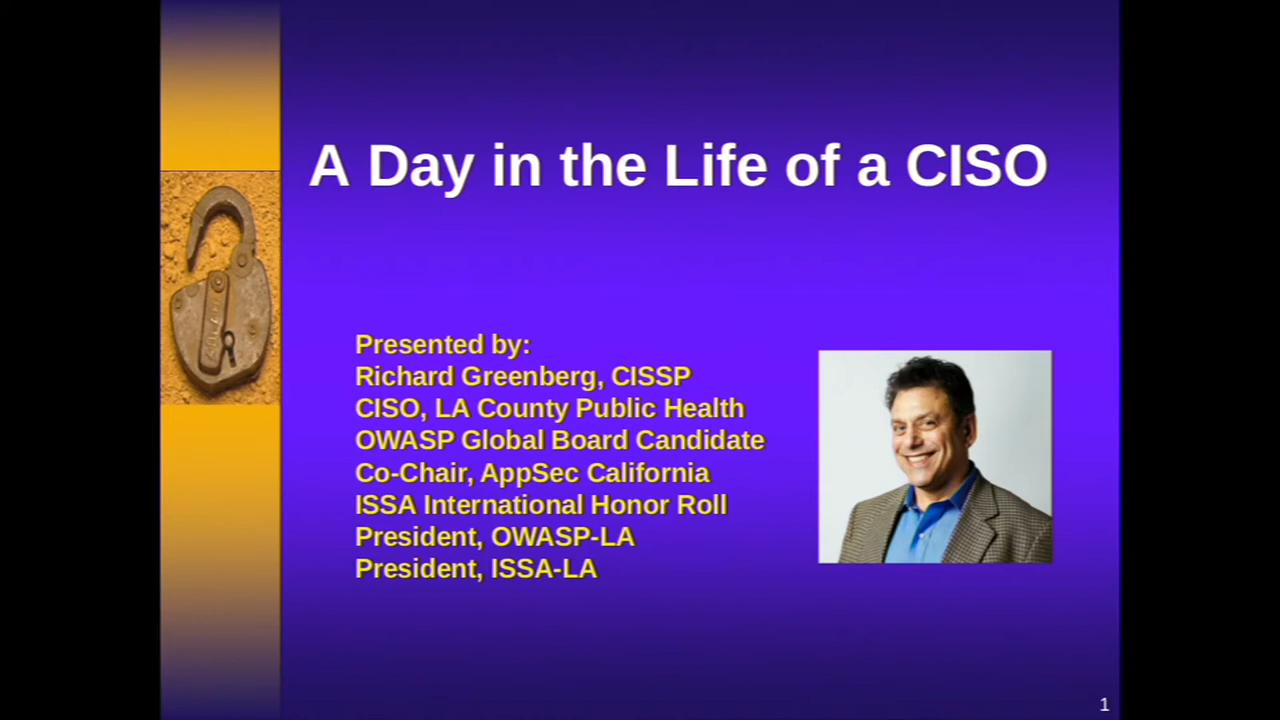 A Day in the Life of a CISO
Presented by:
Richard Greenberg, CISSP
CISO, LA County Public Health
OWASP Global Board Candidate
Co-Chair, AppSec California
ISSA International Honor Roll
President, OWASP-LA
President, ISSA-LA
1